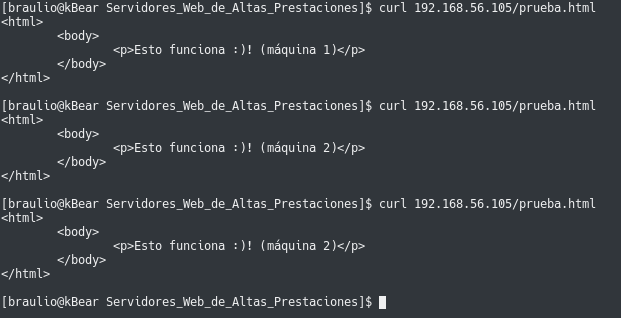 [braulio@kBear Servidores_Web_de_Altas_Prestaciones]$ curl 192.168.56.105/prueba.html
<html>
        <body>
                <p>Esto funciona :)! (máquina 1)</p>
        </body>
</html>

[braulio@kBear Servidores_Web_de_Altas_Prestaciones]$ curl 192.168.56.105/prueba.html
<html>
        <body>
                <p>Esto funciona :)! (máquina 2)</p>
        </body>
</html>

[braulio@kBear Servidores_Web_de_Altas_Prestaciones]$ curl 192.168.56.105/prueba.html
<html>
        <body>
                <p>Esto funciona :)! (máquina 2)</p>
        </body>
</html>

[braulio@kBear Servidores_Web_de_Altas_Prestaciones]$